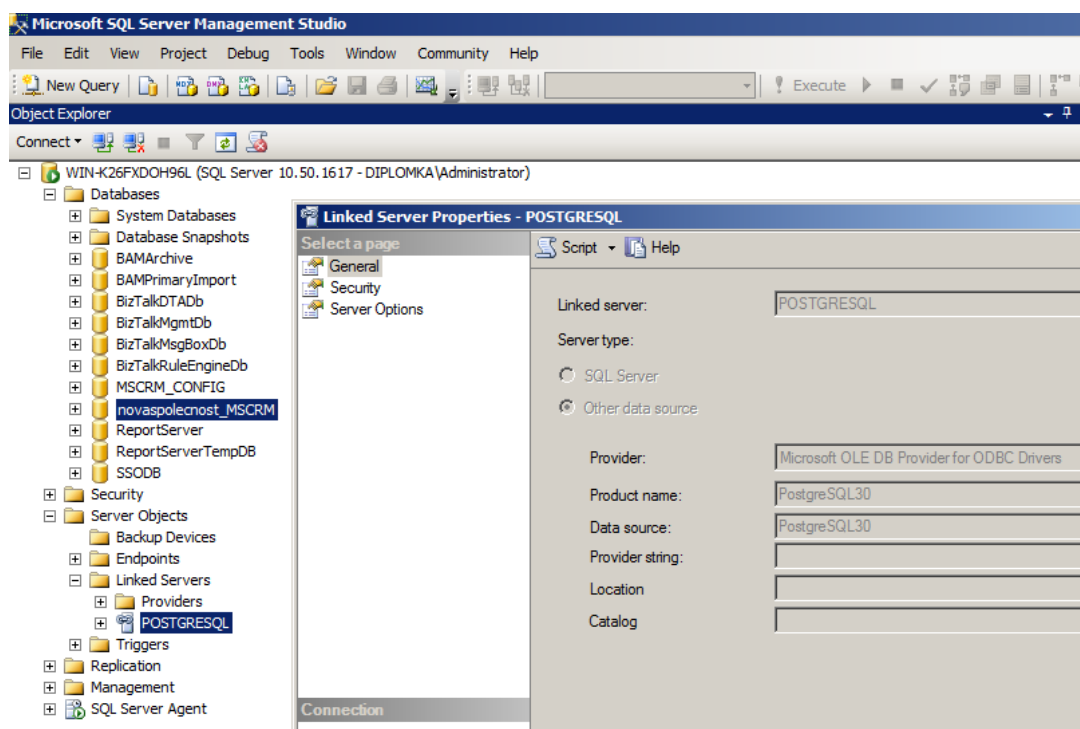 Microsoft SQL Server Management Studio
File Edit View Project Debug Tools Window Community Help
New Query Execute
Object Explorer
Connect
WIN-K26FXDOH96L (SQL Server 10.50.1617 - DIPLOMKA\Administrator)
Databases
System Databases
Database Snapshots
BAMArchive
BAMPrimaryImport
BizTalkDTADb
BizTalkMgmtDb
BizTalkMsgBoxDb
BizTalkRuleEngineDb
MSCRM_CONFIG
novaspolecnost_MSCRM
ReportServer
ReportServerTempDB
SSODB
Security
Server Objects
Backup Devices
Endpoints
Linked Servers
Providers
POSTGRESQL
Triggers
Replication
Management
SQL Server Agent
Linked Server Properties - POSTGRESQL
Select a page
General
Security
Server Options
Connection
Script Help
Linked server: POSTGRESQL
Server type:
SQL Server
Other data source
Provider: Microsoft OLE DB Provider for ODBC Drivers
Product name: PostgreSQL30
Data source: PostgreSQL30
Provider string:
Location
Catalog